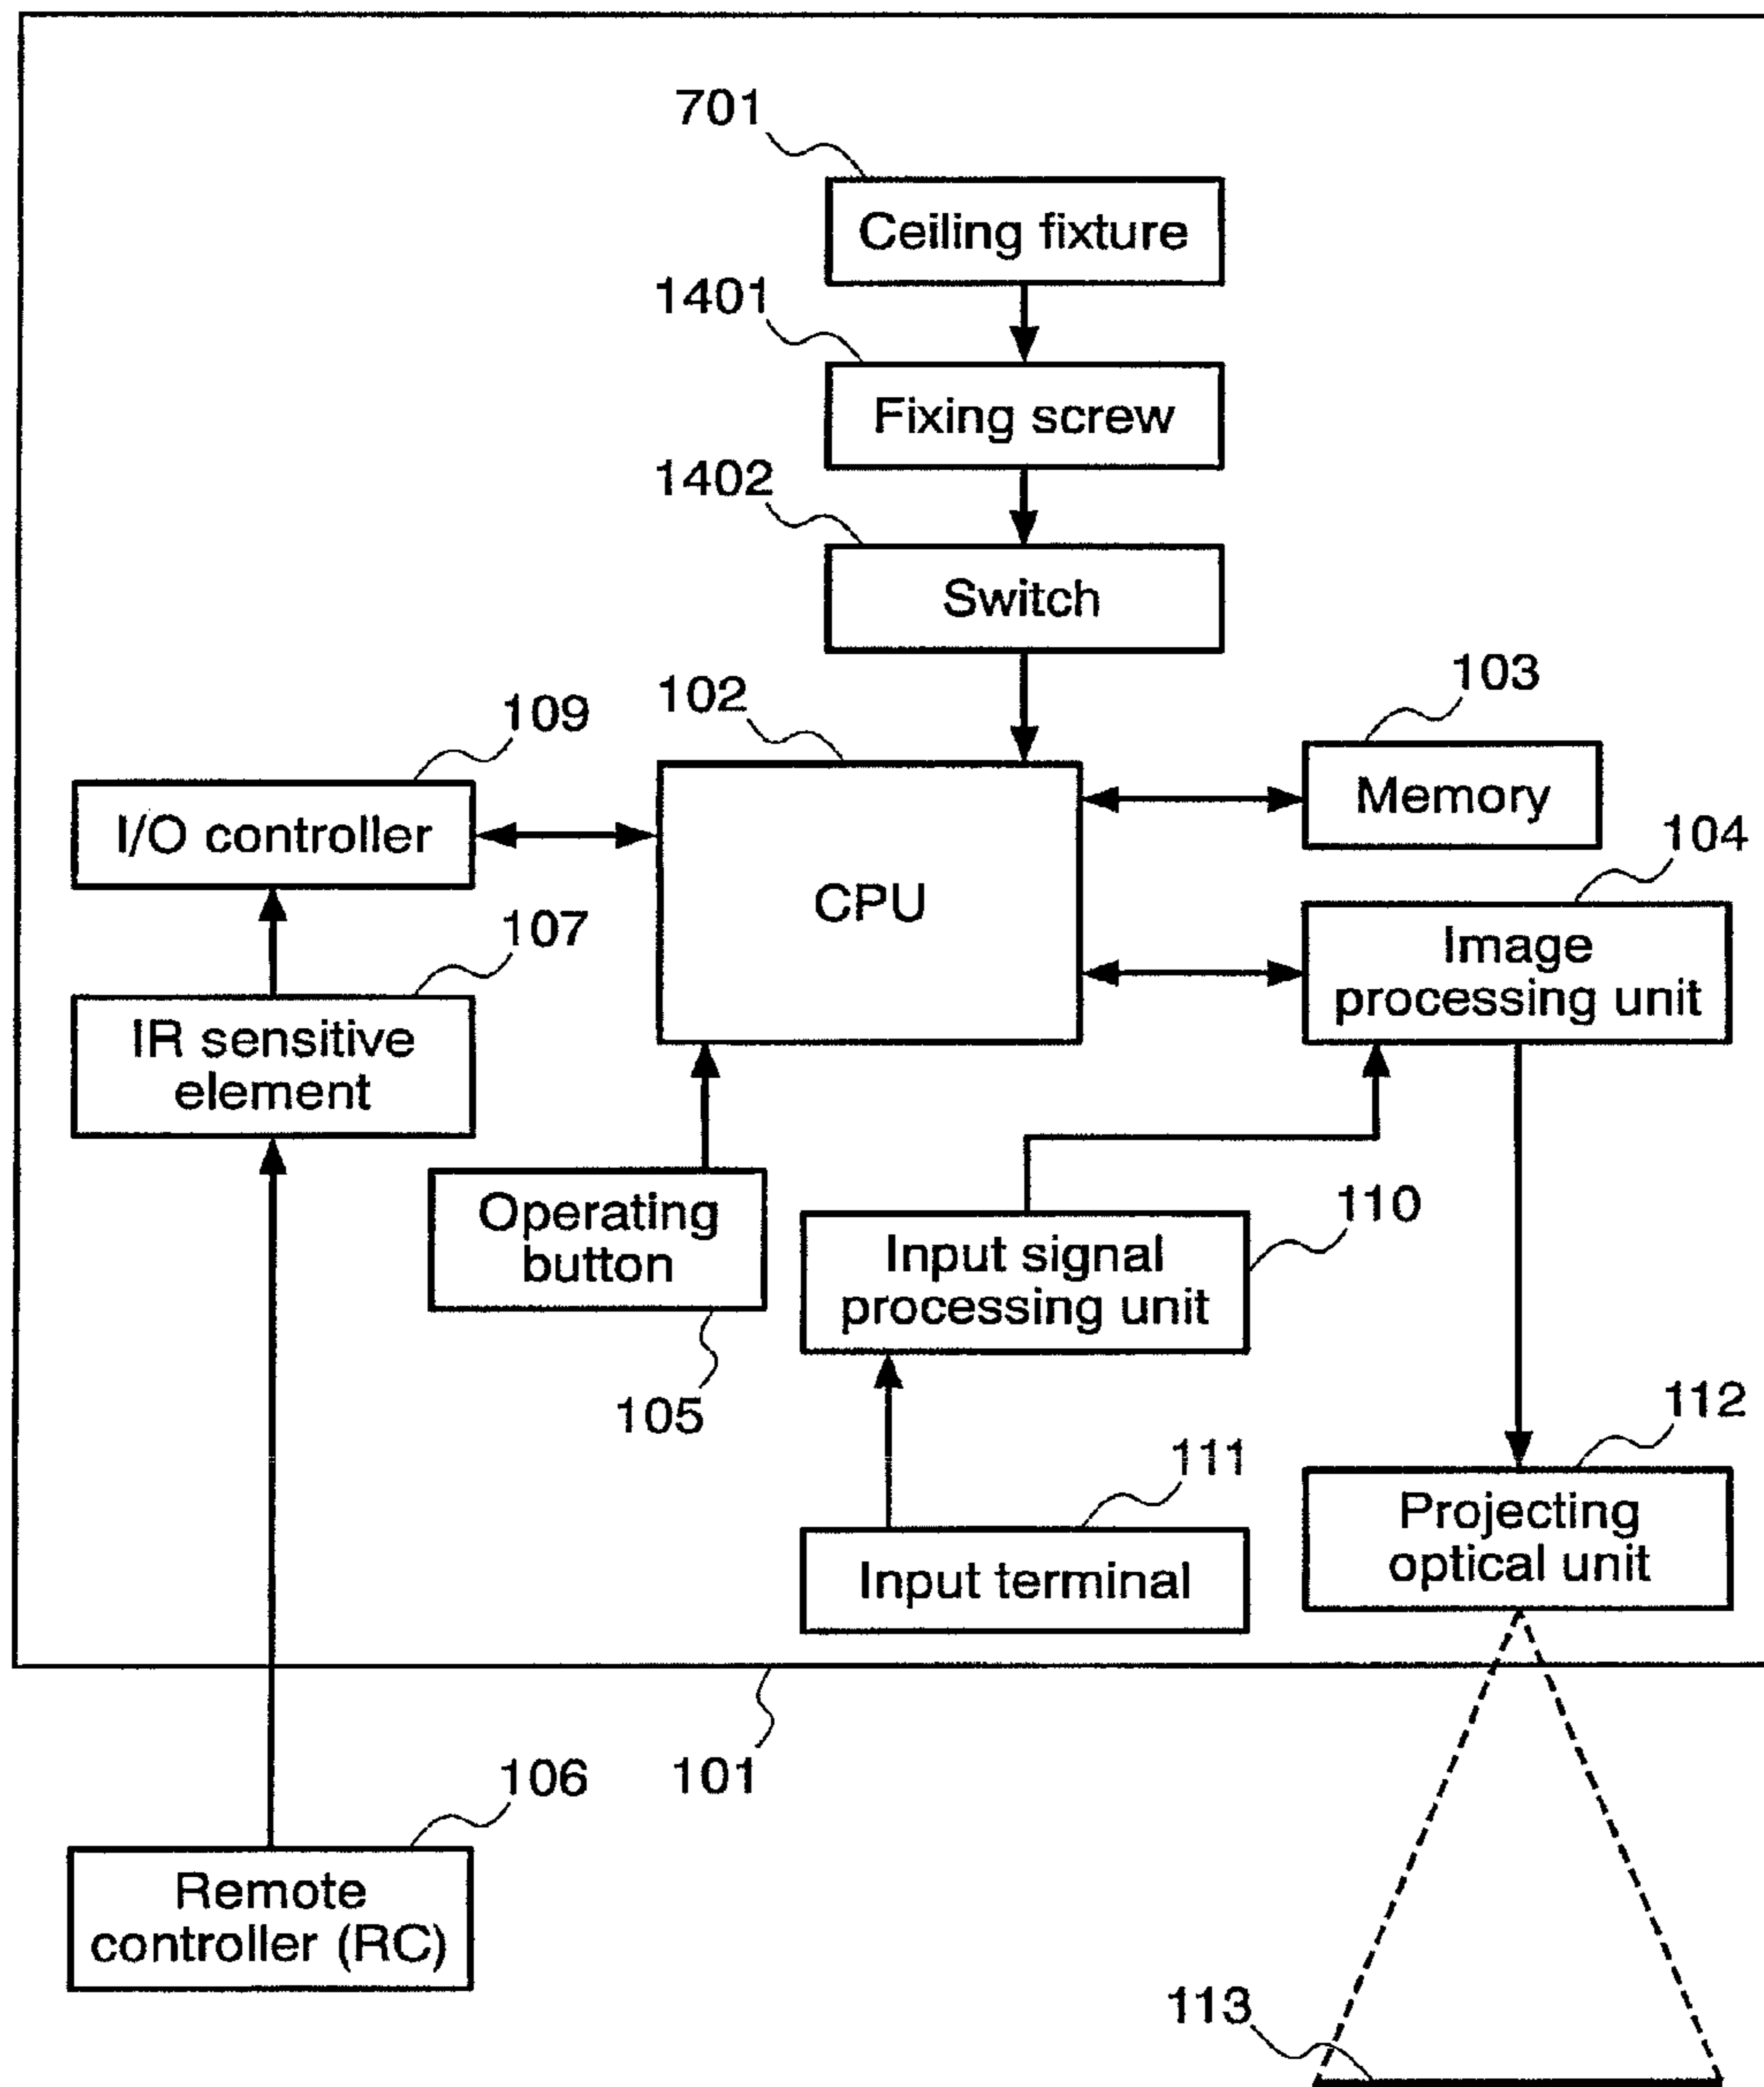 701
Ceiling fixture
1401
Fixing screw
1402
Switch
102
103
109
Memory
I/O controller
104
CPU
107
Image
processing unit
IR sensitive
element
Operating
button
110
Input signal
processing unit
105
112
111
Projecting
optical unit
Input terminal
101
106
Remote
controller (RC)
113